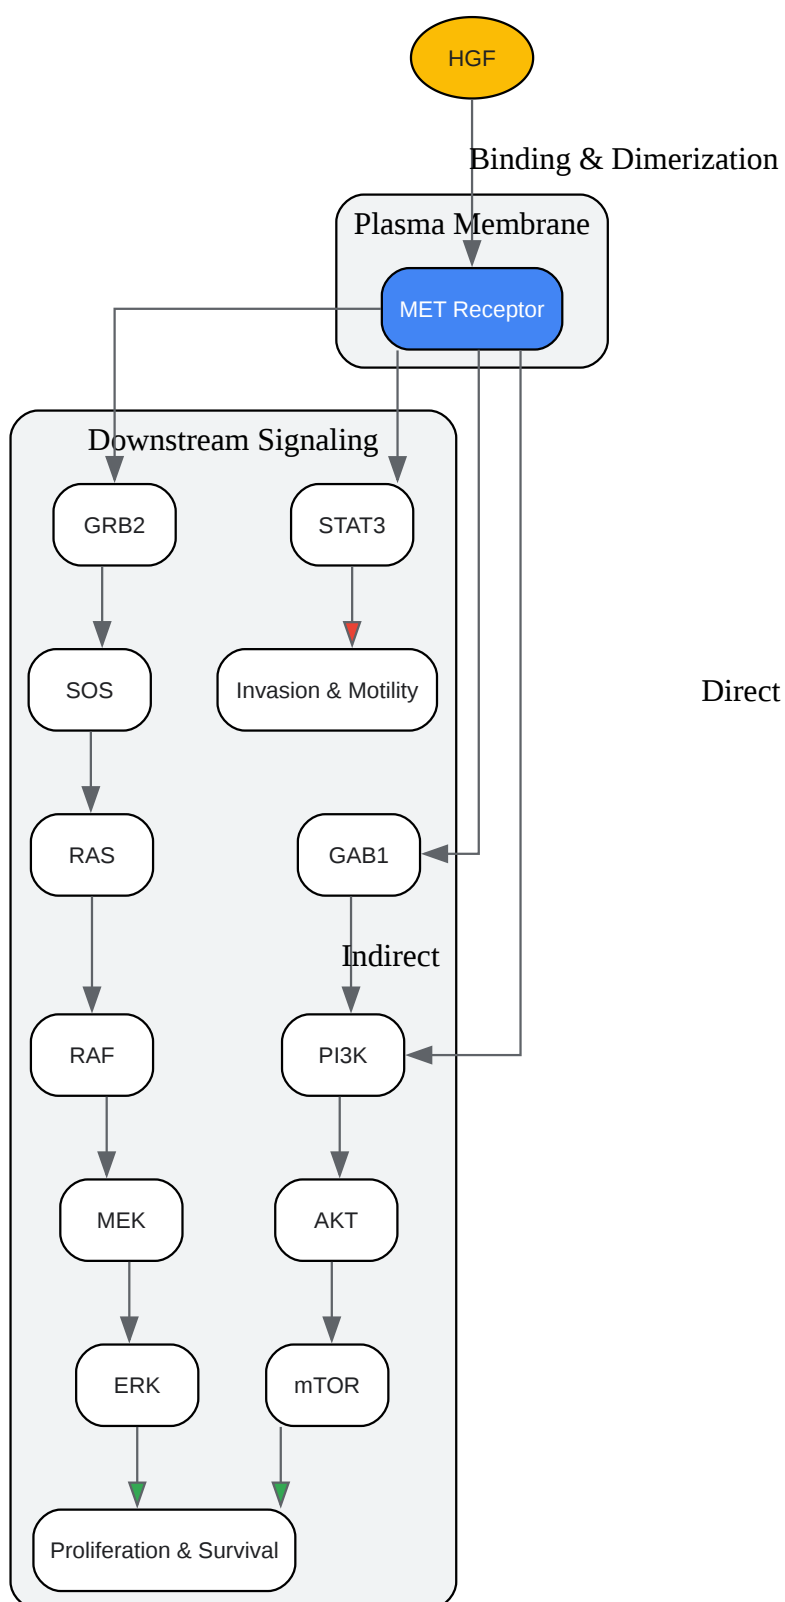 HGF
Binding & Dimerization
Plasma Membrane
MET Receptor
Downstream Signaling
GRB2
STAT3
SOS
Invasion & Motility
Direct
RAS
GAB1
Indirect
RAF
PI3K
MEK
AKT
ERK
mTOR
Proliferation & Survival